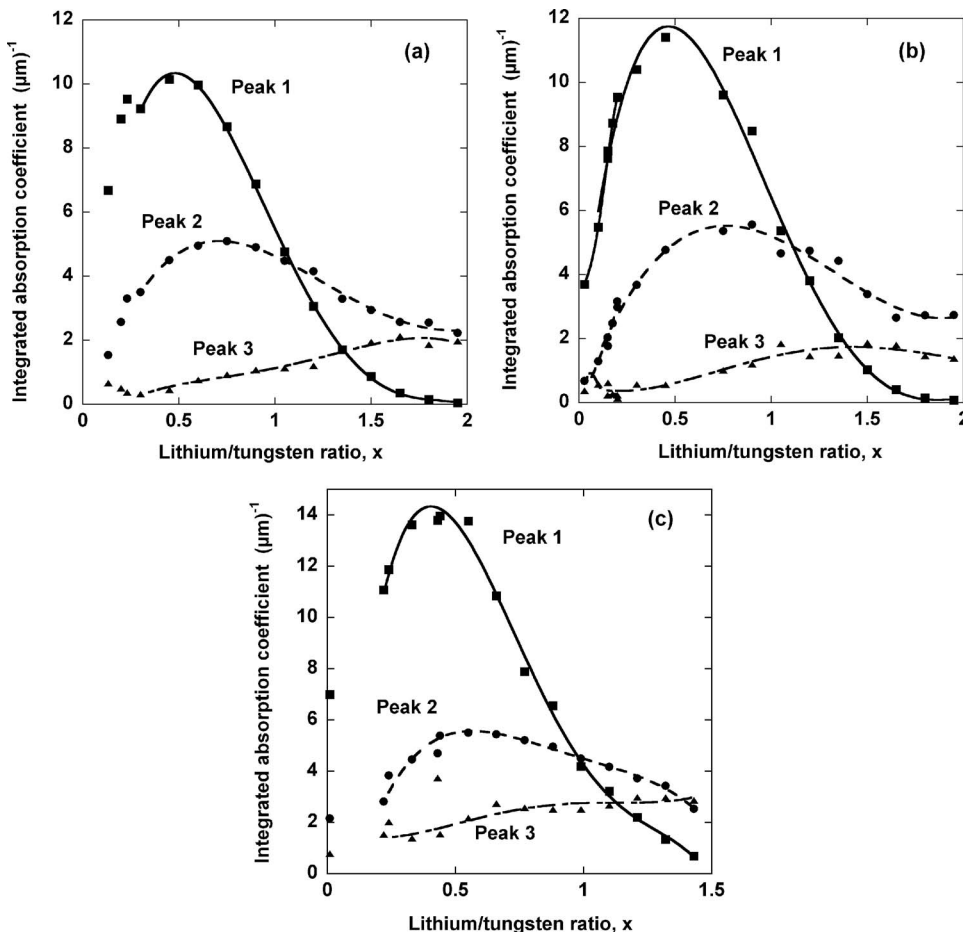 (a)
Integrated absorption coefficient (µm)⁻¹
12
10
8
6
4
2
0
Peak 1
Peak 2
Peak 3
0 0.5 1 1.5 2
Lithium/tungsten ratio, x
(b)
Integrated absorption coefficient (µm)⁻¹
12
10
8
6
4
2
0
Peak 1
Peak 2
Peak 3
0 0.5 1 1.5 2
Lithium/tungsten ratio, x
(c)
Integrated absorption coefficient (µm)⁻¹
14
12
10
8
6
4
2
0
Peak 1
Peak 2
Peak 3
0 0.5 1 1.5
Lithium/tungsten ratio, x